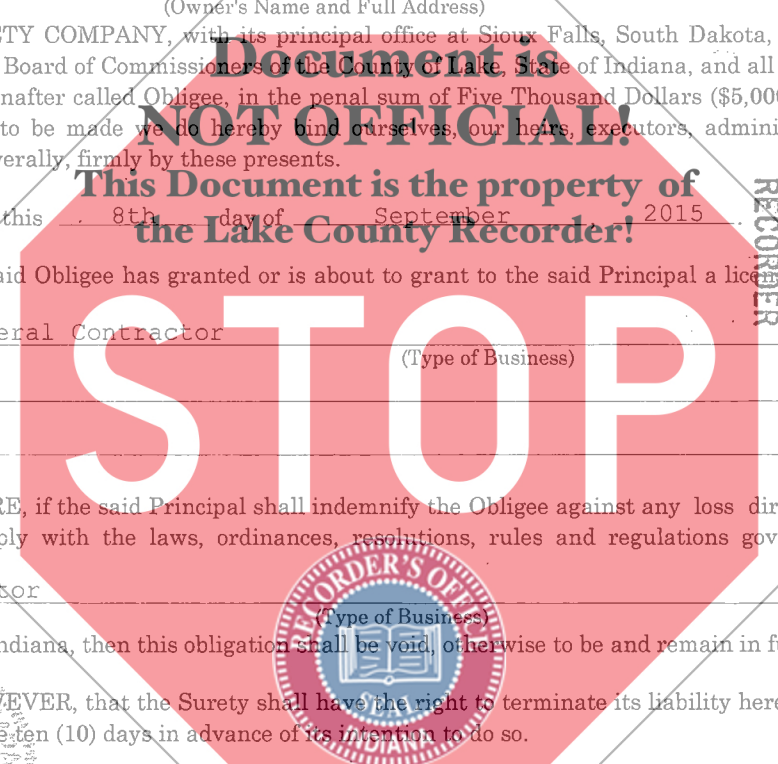 (Owner's Name and Full Address)
TY COMPANY, with its principal office at Sioux Falls, South Dakota,
Board of Commissioners of the County of Lake, State of Indiana, and all
nafter called Obligee, in the penal sum of Five Thousand Dollars ($5,00
to be made we do hereby bind ourselves, our heirs, executors, admini
verally, firmly by these presents.
Document is
NOT OFFICIAL!
This Document is the property of
the Lake County Recorder!
this 8th day of September, 2015.
RECORDER
aid Obligee has granted or is about to grant to the said Principal a licen
eral Contractor
(Type of Business)
STOP
RE, if the said Principal shall indemnify the Obligee against any loss dir
ply with the laws, ordinances, resolutions, rules and regulations gov
tor
(Type of Business)
ndiana, then this obligation shall be void, otherwise to be and remain in fu
RECORDER'S OFFICE
SEAL
INDIANA
VEVER, that the Surety shall have the right to terminate its liability here
e ten (10) days in advance of its intention to do so.